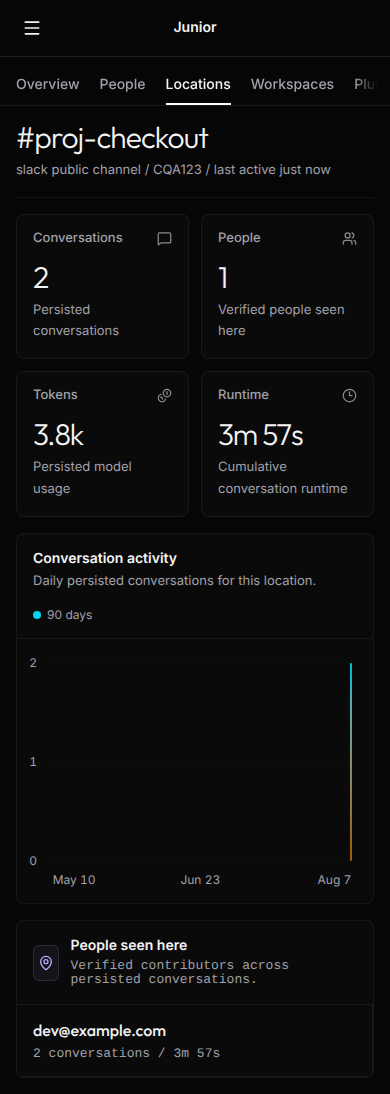 Junior
Overview People Locations Workspaces
#proj-checkout
slack public channel / CQA123 / last active just now
Conversations
2
Persisted
conversations
People
1
Verified people seen
here
Tokens
3.8k
Persisted model
usage
Runtime
3m 57s
Cumulative
conversation runtime
Conversation activity
Daily persisted conversations for this location.
90 days
2
1
0
May 10 Jun 23 Aug 7
People seen here
Verified contributors across
persisted conversations.
dev@example.com
2 conversations / 3m 57s